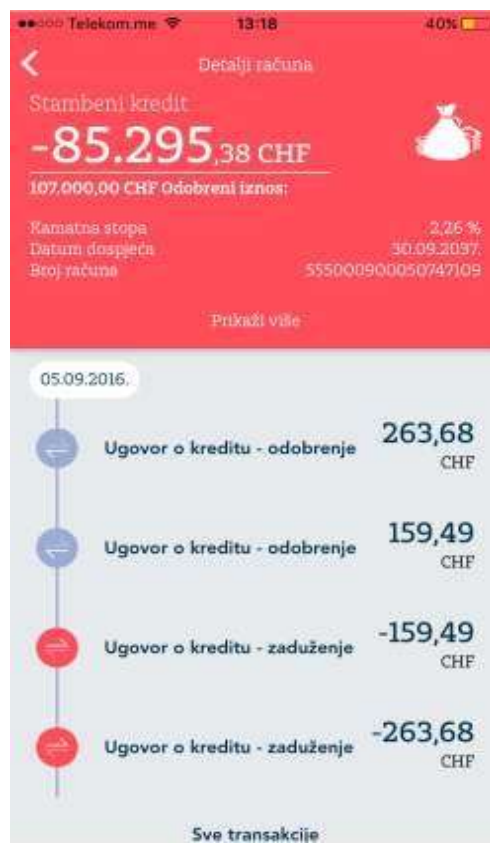 Telekom.me 13:18 40%
Detalji računa
Stambeni kredit
-85.295,38 CHF
107.000,00 CHF Odobreni iznos:
Kamatna stopa 2,26 %
Datum dospjeća 30.09.2037.
Broj računa 555000900050747109
Prikaži više
05.09.2016.
Ugovor o kreditu - odobrenje 263,68
CHF
Ugovor o kreditu - odobrenje 159,49
CHF
Ugovor o kreditu - zaduženje -159,49
CHF
Ugovor o kreditu - zaduženje -263,68
CHF
Sve transakcije